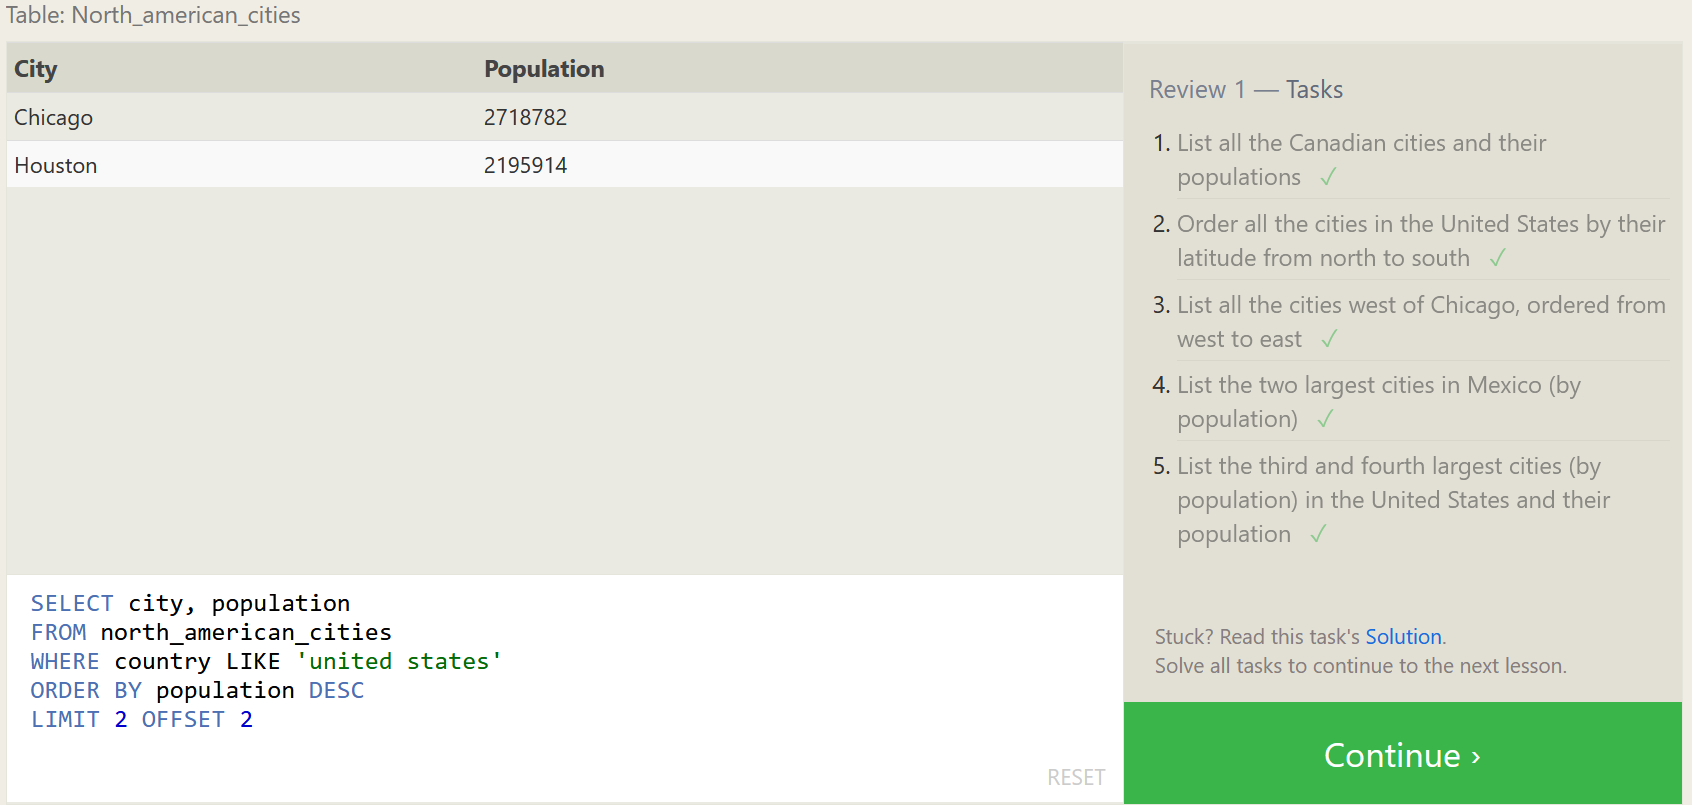 Table: North_american_cities
City Population
Chicago 2718782
Houston 2195914
SELECT city, population
FROM north_american_cities
WHERE country LIKE 'united states'
ORDER BY population DESC
LIMIT 2 OFFSET 2
RESET
Review 1 — Tasks
1. List all the Canadian cities and their
populations ✓
2. Order all the cities in the United States by their
latitude from north to south ✓
3. List all the cities west of Chicago, ordered from
west to east ✓
4. List the two largest cities in Mexico (by
population) ✓
5. List the third and fourth largest cities (by
population) in the United States and their
population ✓
Stuck? Read this task's Solution.
Solve all tasks to continue to the next lesson.
Continue ›